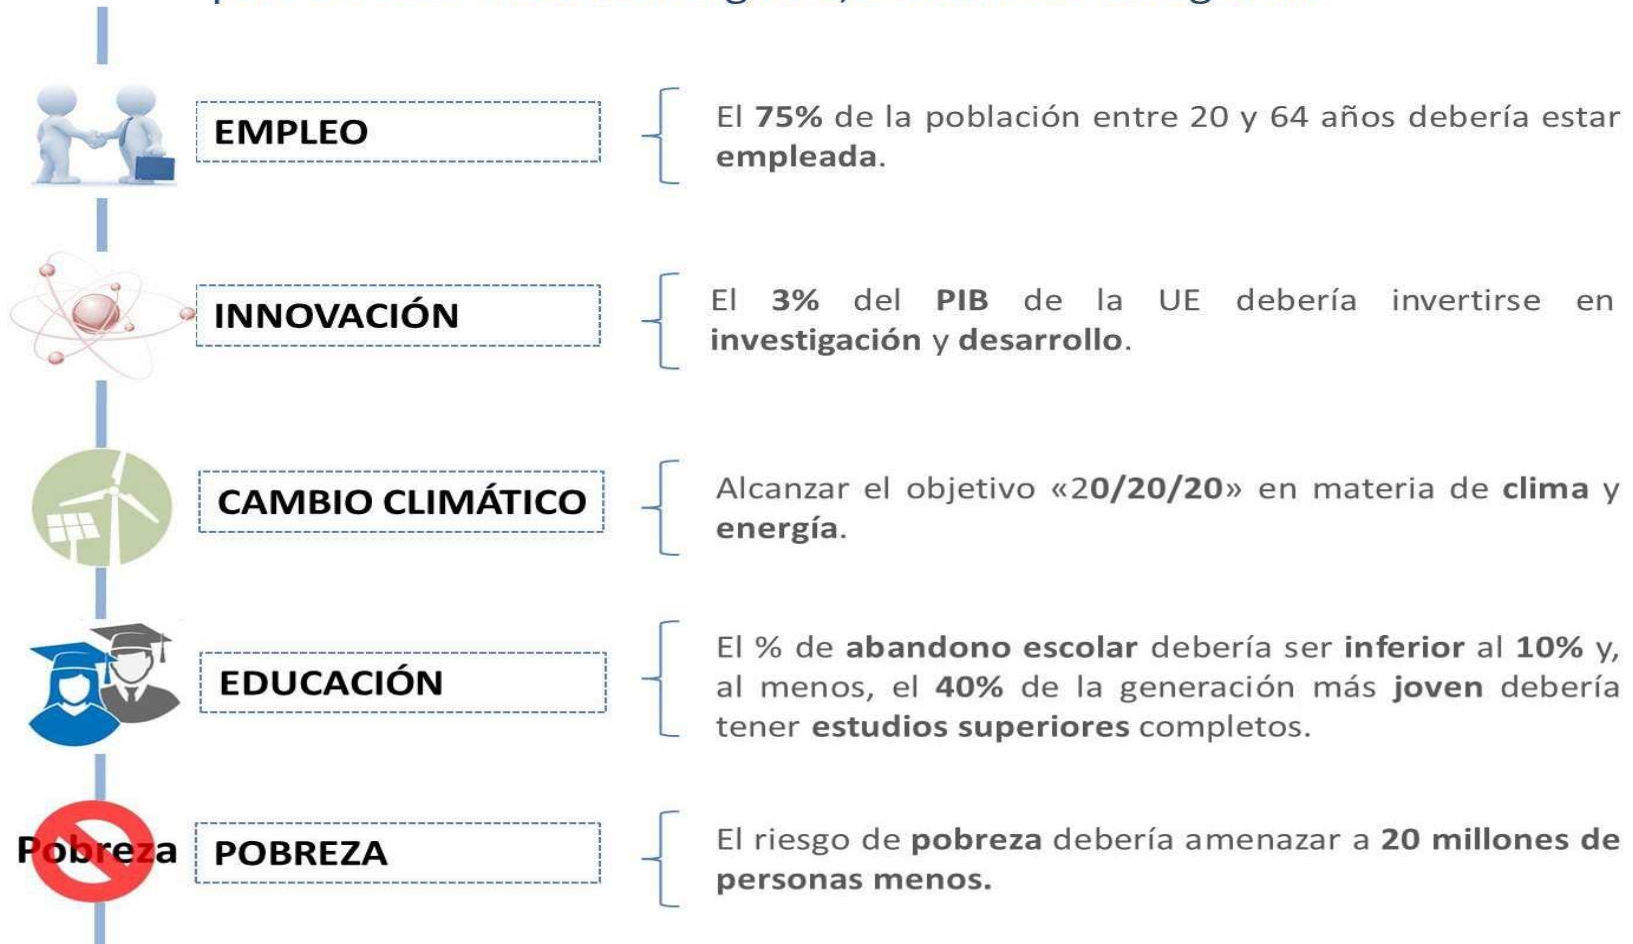 EMPLEO
El 75% de la población entre 20 y 64 años debería estar
empleada.
INNOVACIÓN
El 3% del PIB de la UE debería invertirse en
investigación y desarrollo.
CAMBIO CLIMÁTICO
Alcanzar el objetivo «20/20/20» en materia de clima y
energía.
EDUCACIÓN
El % de abandono escolar debería ser inferior al 10% y,
al menos, el 40% de la generación más joven debería
tener estudios superiores completos.
Pobreza
POBREZA
El riesgo de pobreza debería amenazar a 20 millones de
personas menos.